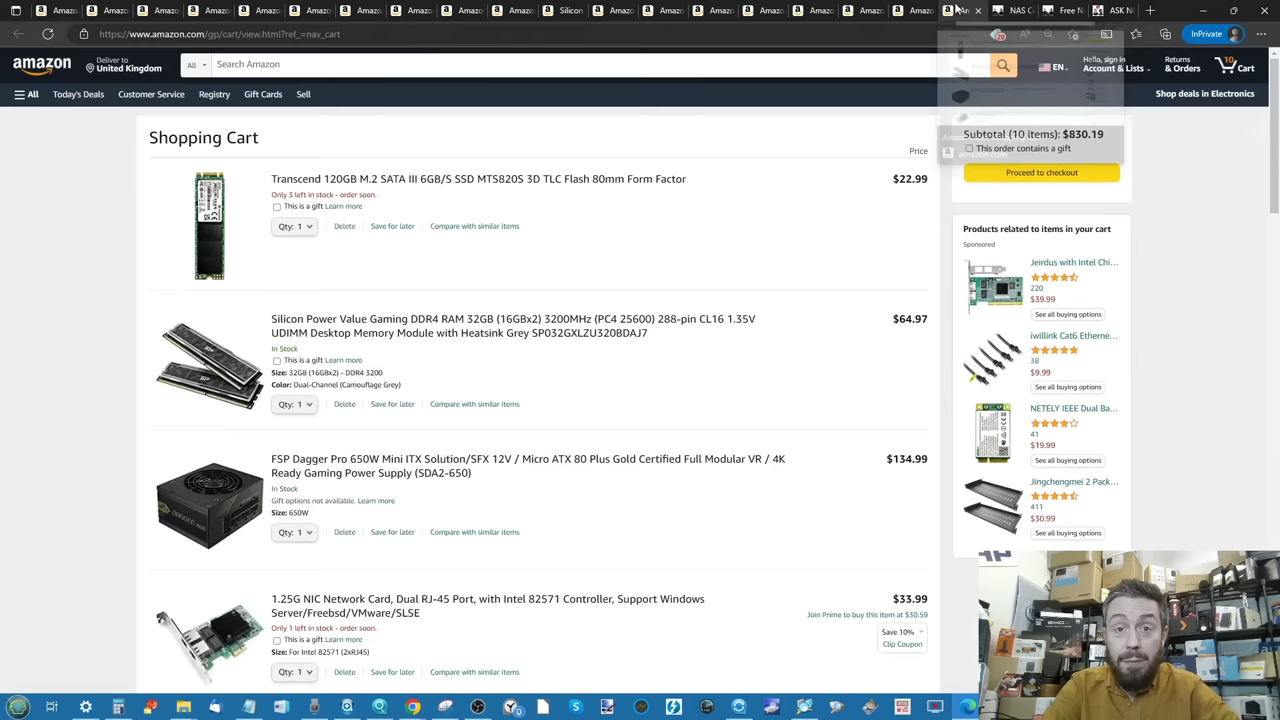 Amazon
Amazon
Amazon
Amazon
Silicon
Amazon
Amazon
https://www.amazon.com/gp/cart/view.html?ref_=nav_cart
20
InPrivate
amazon
Deliver to
United Kingdom
All
Search Amazon
EN
Hello, sign in
Account & Lists
Returns
& Orders
10
Cart
All
Today's Deals
Customer Service
Registry
Gift Cards
Sell
Shop deals in Electronics
Shopping Cart
Price
Subtotal (10 items): $830.19
This order contains a gift
amazon.com
Proceed to checkout
Transcend 120GB M.2 SATA III 6GB/S SSD MTS820S 3D TLC Flash 80mm Form Factor
$22.99
Only 3 left in stock - order soon.
This is a gift Learn more
Qty: 1
Delete
Save for later
Compare with similar items
Silicon Power Value Gaming DDR4 RAM 32GB (16GBx2) 3200MHz (PC4 25600) 288-pin CL16 1.35V
UDIMM Desktop Memory Module with Heatsink Grey SP032GXLZU320BDAJ7
$64.97
In Stock
This is a gift Learn more
Size: 32GB (16GBx2) - DDR4 3200
Color: Dual-Channel (Camouflage Grey)
Qty: 1
Delete
Save for later
Compare with similar items
FSP Dagger Pro 650W Mini ITX Solution/SFX 12V / Micro ATX 80 Plus Gold Certified Full Modular VR / 4K
Ready Gaming Power Supply (SDA2-650)
$134.99
In Stock
Gift options not available. Learn more
Size: 650W
Qty: 1
Delete
Save for later
Compare with similar items
1.25G NIC Network Card, Dual RJ-45 Port, with Intel 82571 Controller, Support Windows
Server/Freebsd/VMware/SLSE
$33.99
Join Prime to buy this item at $30.59
Only 1 left in stock - order soon.
Save 10%
Clip Coupon
This is a gift Learn more
Size: For Intel 82571 (2xRJ45)
Qty: 1
Delete
Save for later
Compare with similar items
Products related to items in your cart
Sponsored
Jeirdus with Intel Chi...
220
$39.99
See all buying options
iwillink Cat6 Etherne...
38
$9.99
See all buying options
NETELY IEEE Dual Ba...
41
$19.99
See all buying options
Jingchengmei 2 Pack...
411
$30.99
See all buying options